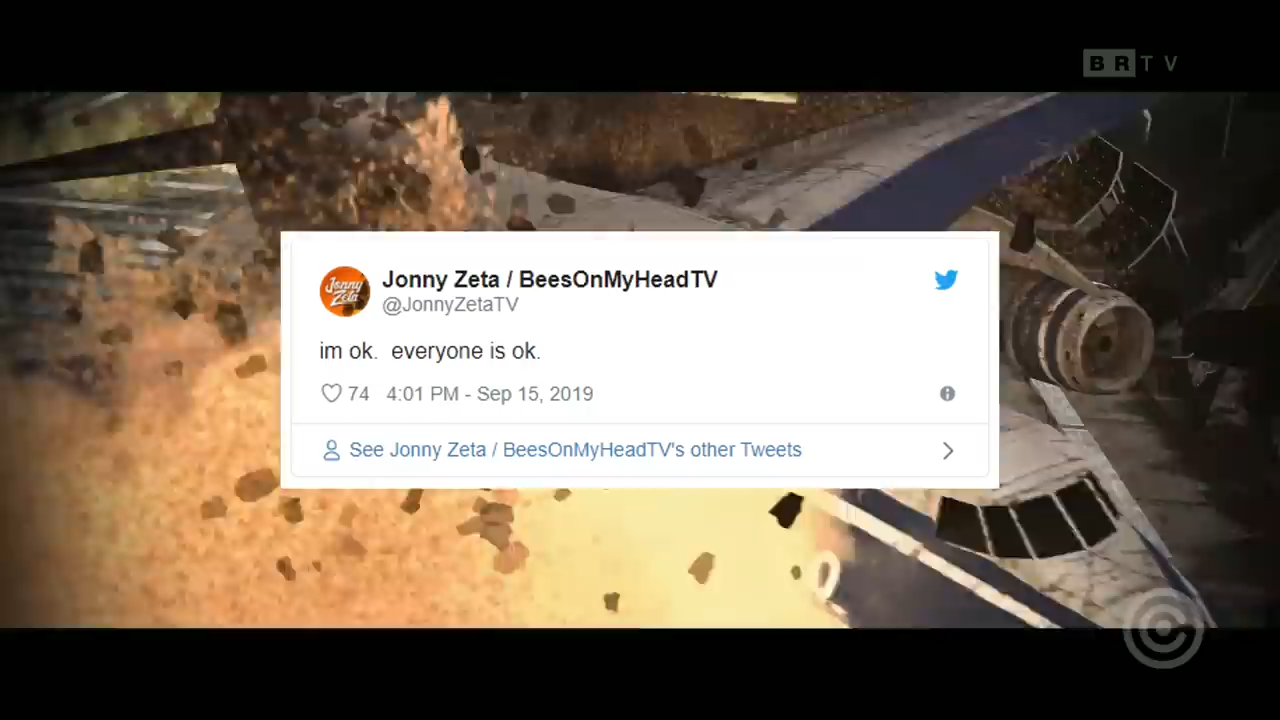 BRTV
Jonny Zeta / BeesOnMyHeadTV
@JonnyZetaTV
Jonny
Zeta
im ok.  everyone is ok.
74 4:01 PM - Sep 15, 2019
See Jonny Zeta / BeesOnMyHeadTV's other Tweets